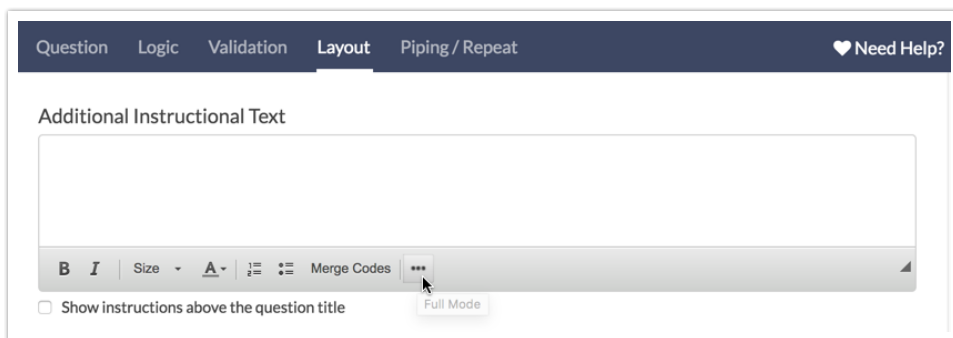 Question Logic Validation Layout Piping / Repeat Need Help?
Additional Instructional Text
B I Size A Merge Codes
Full Mode
Show instructions above the question title